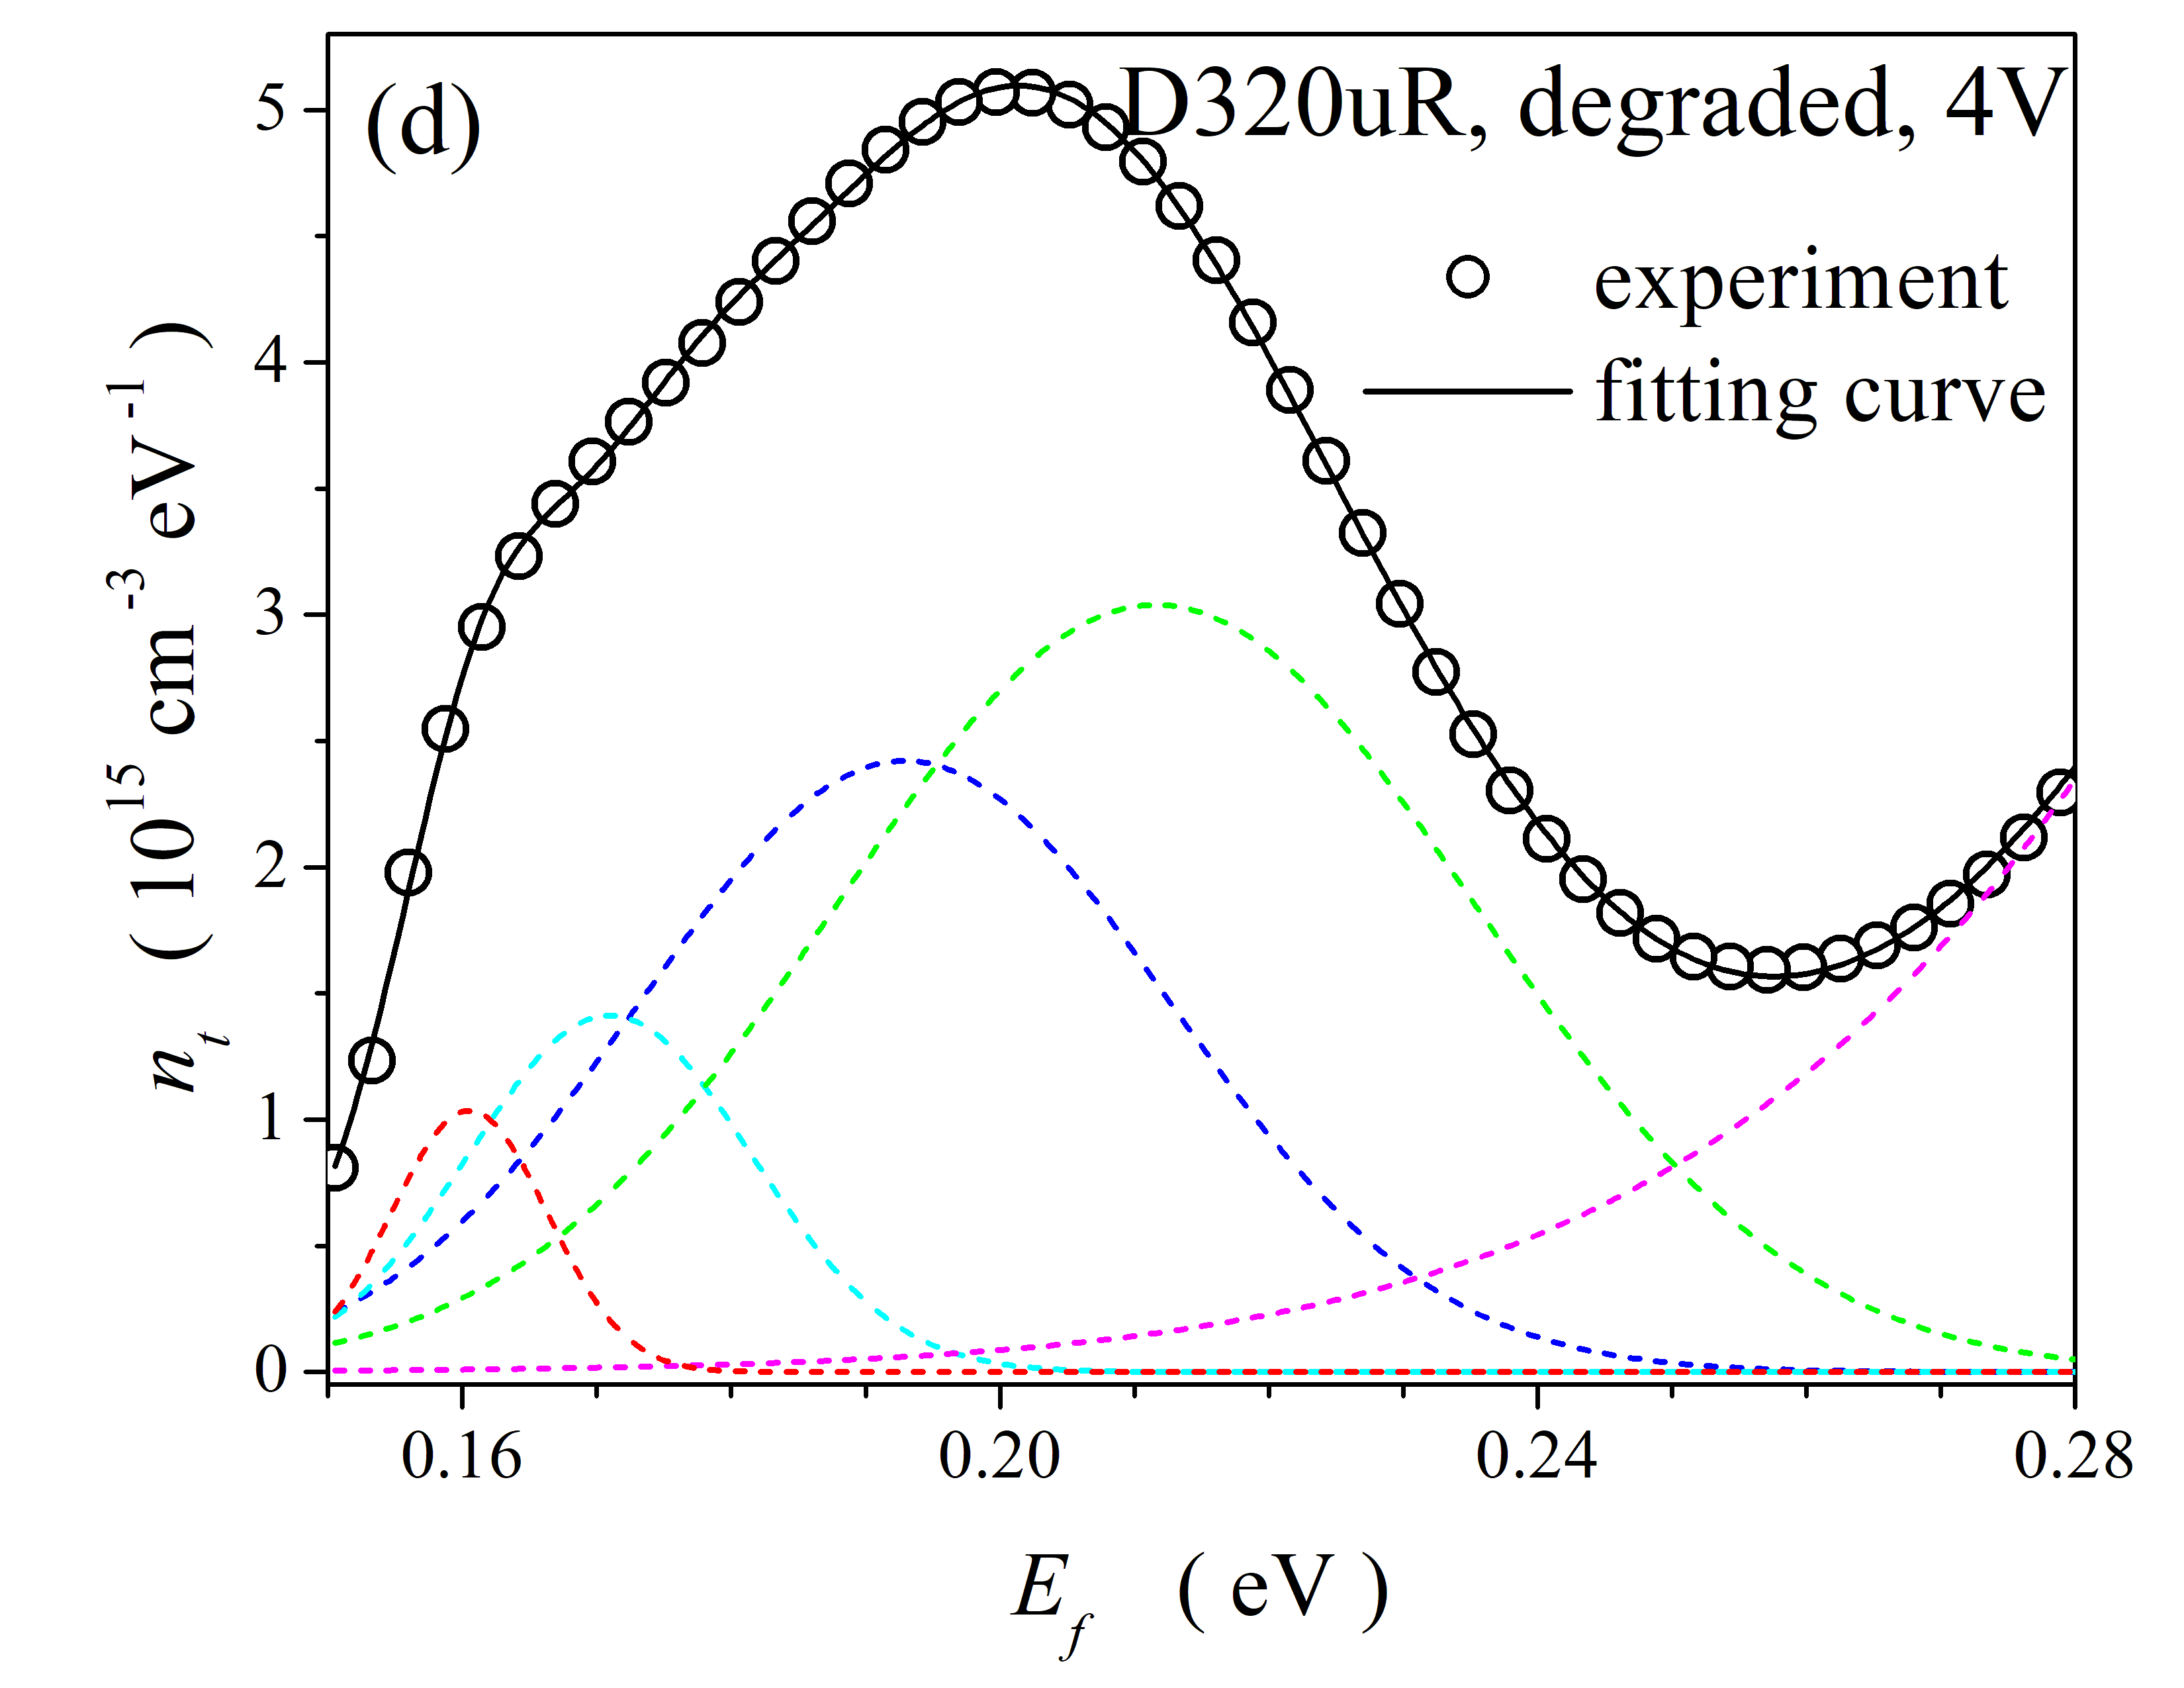 (d)
D320uR, degraded, 4V
experiment
fitting curve
5
4
3
2
1
0
n_t ( 10^15 cm^-3 eV^-1 )
0.16 0.20 0.24 0.28
E_f ( eV )